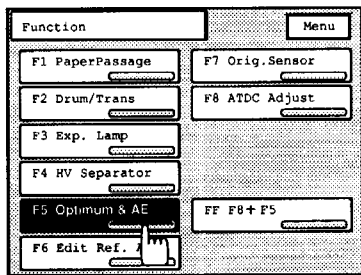 Function
Menu
F1 PaperPassage
F7 Orig.Sensor
F2 Drum/Trans
F8 ATDC Adjust
F3 Exp. Lamp
F4 HV Separator
F5 Optimum & AE
FF F8+F5
F6 Edit Ref.